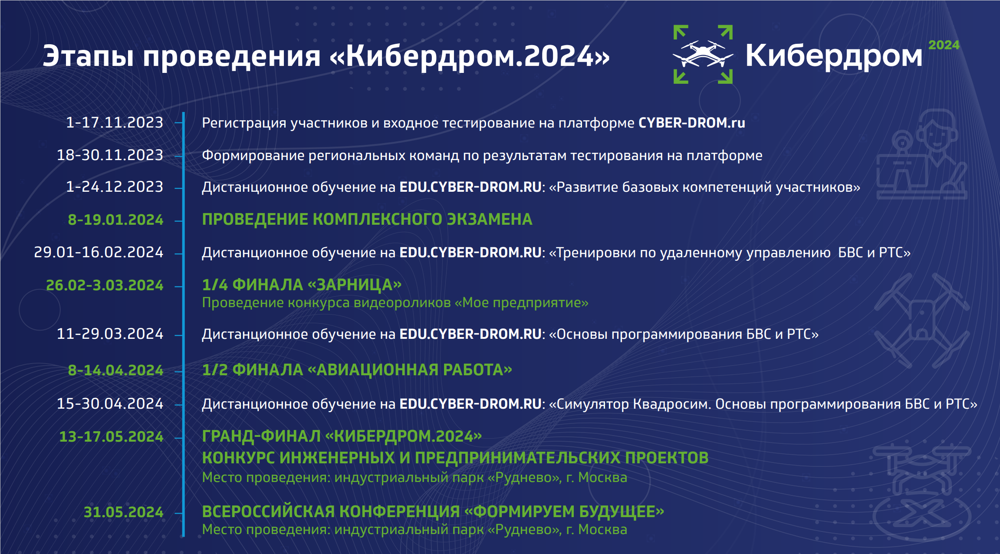 Этапы проведения «Кибердром.2024»
Кибердром 2024
1-17.11.2023 Регистрация участников и входное тестирование на платформе CYBER-DROM.ru
18-30.11.2023 Формирование региональных команд по результатам тестирования на платформе
1-24.12.2023 Дистанционное обучение на EDU.CYBER-DROM.RU: «Развитие базовых компетенций участников»
8-19.01.2024 ПРОВЕДЕНИЕ КОМПЛЕКСНОГО ЭКЗАМЕНА
29.01-16.02.2024 Дистанционное обучение на EDU.CYBER-DROM.RU: «Тренировки по удаленному управлению БВС и РТС»
26.02-3.03.2024 1/4 ФИНАЛА «ЗАРНИЦА»
Проведение конкурса видеороликов «Мое предприятие»
11-29.03.2024 Дистанционное обучение на EDU.CYBER-DROM.RU: «Основы программирования БВС и РТС»
8-14.04.2024 1/2 ФИНАЛА «АВИАЦИОННАЯ РАБОТА»
15-30.04.2024 Дистанционное обучение на EDU.CYBER-DROM.RU: «Симулятор Квадросим. Основы программирования БВС и РТС»
13-17.05.2024 ГРАНД-ФИНАЛ «КИБЕРДРОМ.2024»
КОНКУРС ИНЖЕНЕРНЫХ И ПРЕДПРИНИМАТЕЛЬСКИХ ПРОЕКТОВ
Место проведения: индустриальный парк «Руднево», г. Москва
31.05.2024 ВСЕРОССИЙСКАЯ КОНФЕРЕНЦИЯ «ФОРМИРУЕМ БУДУЩЕЕ»
Место проведения: индустриальный парк «Руднево», г. Москва